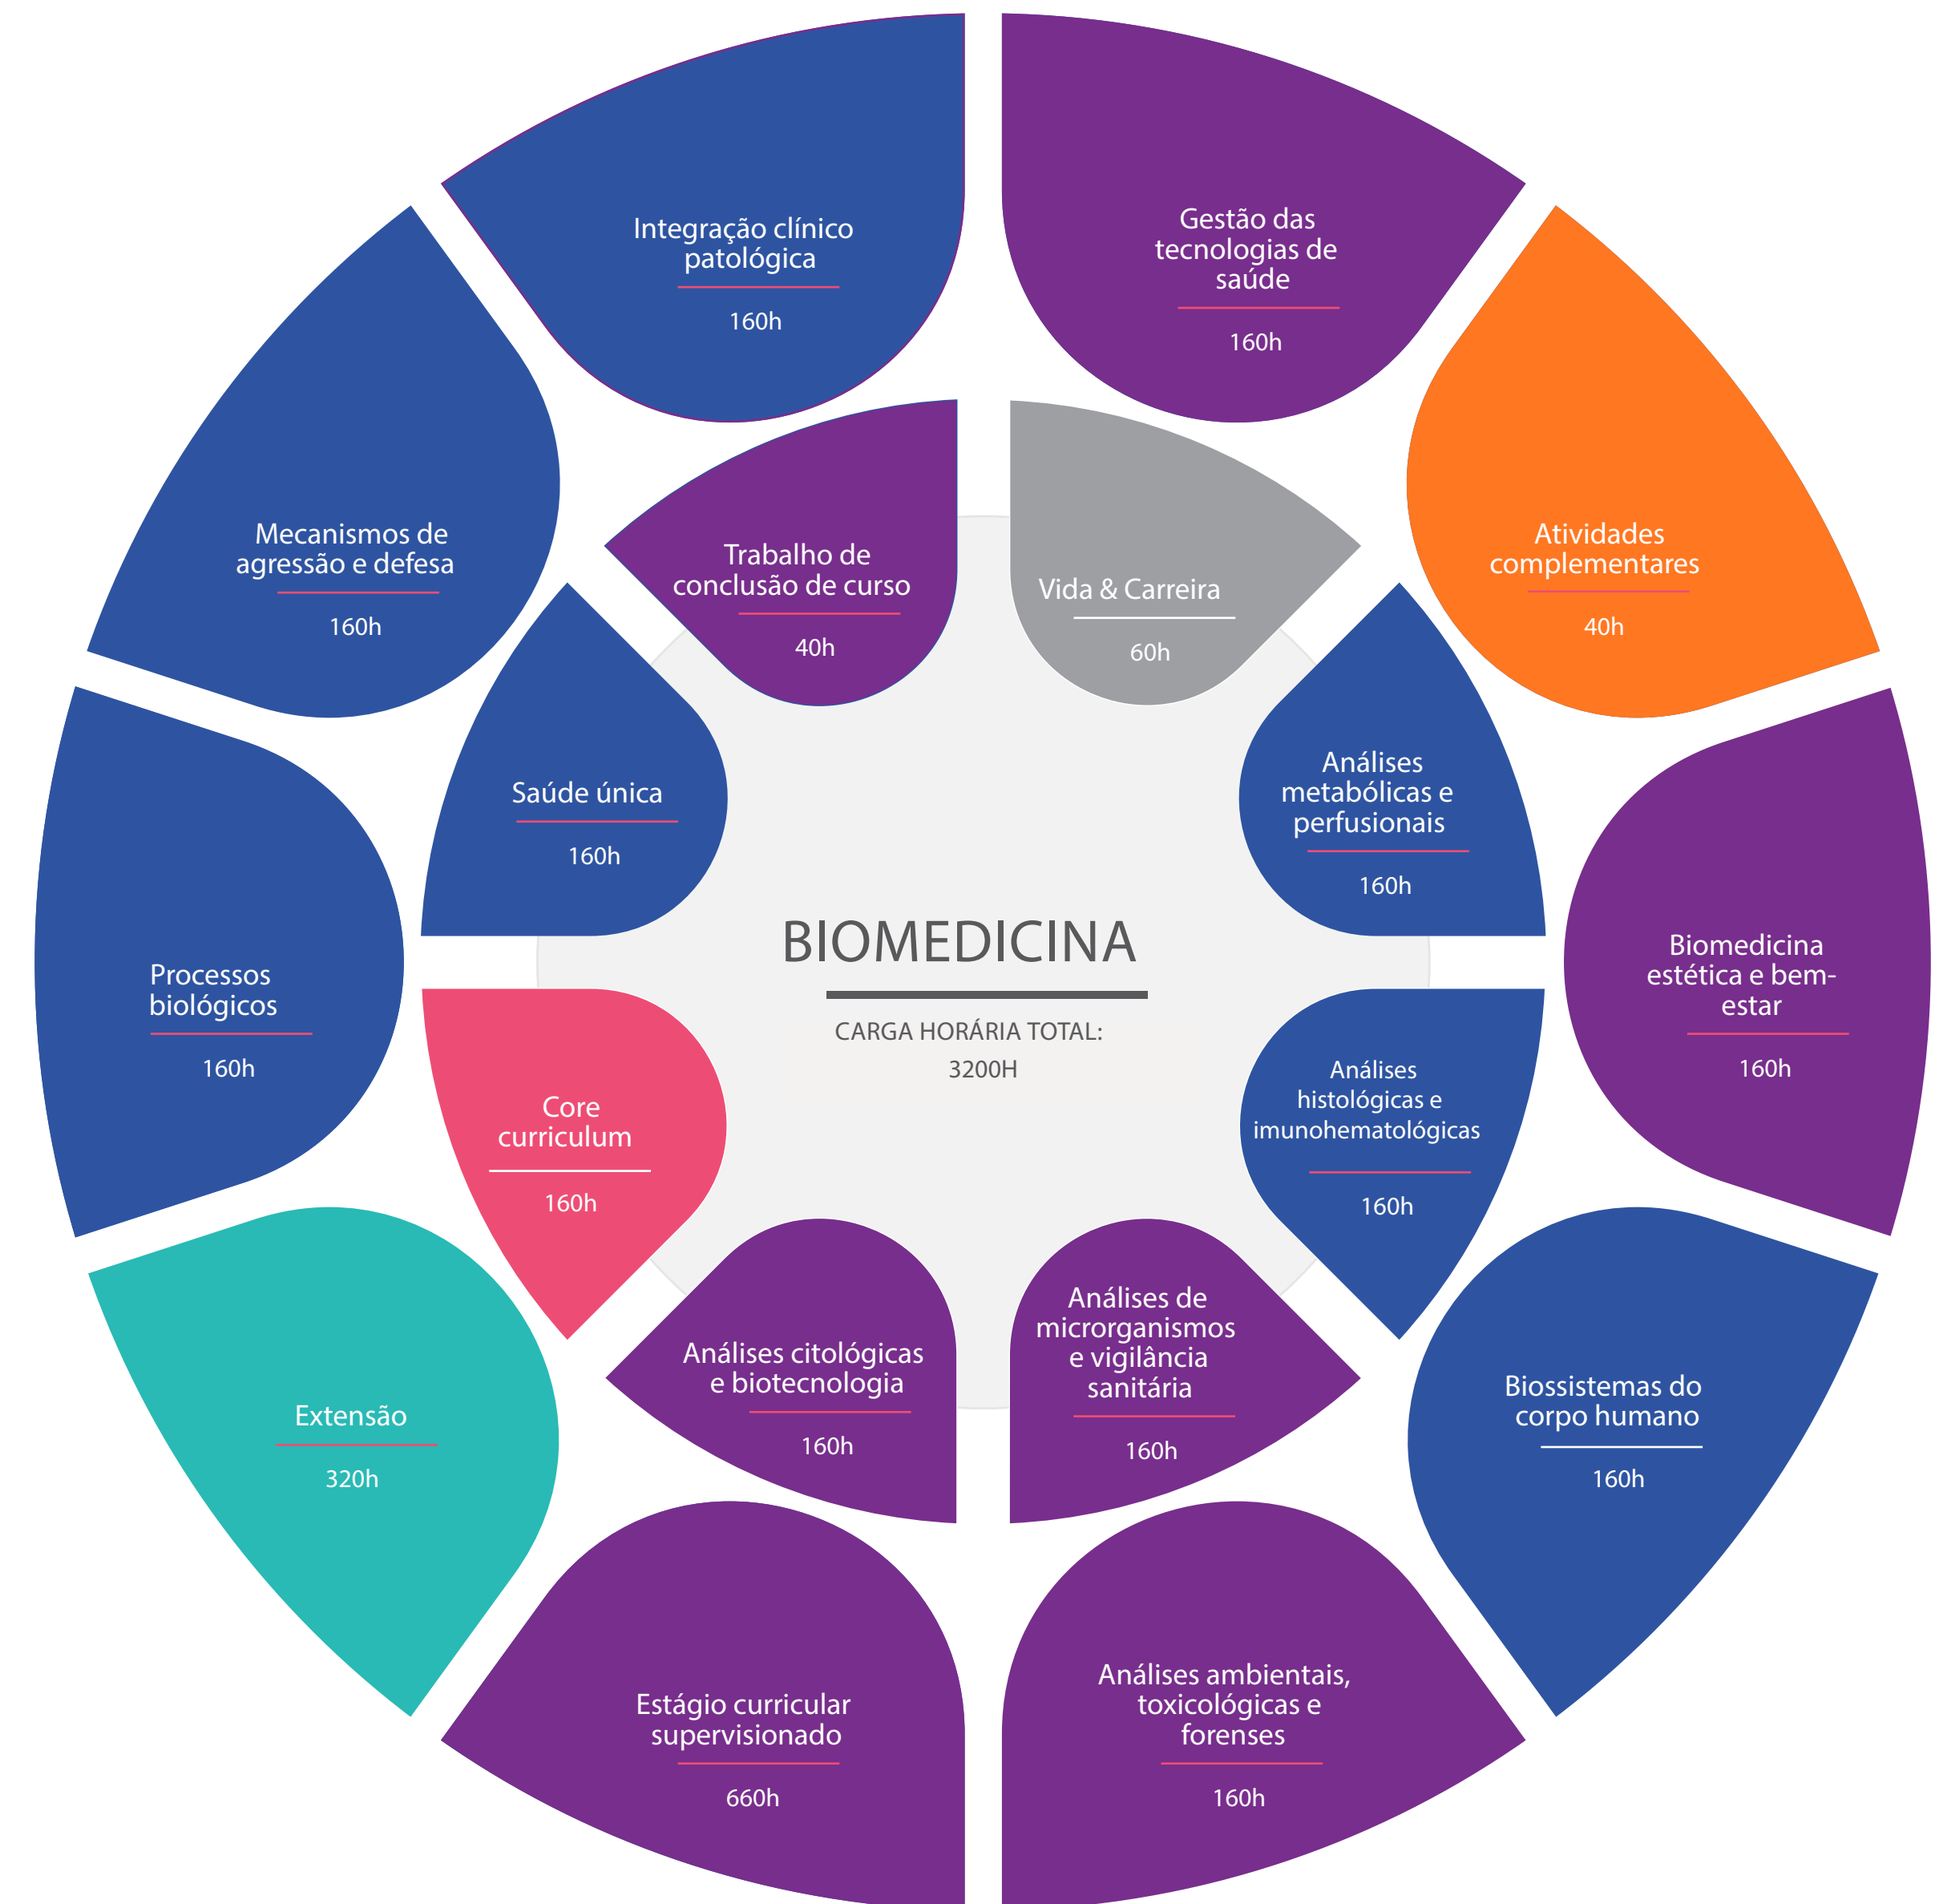 Integração clínico
patológica
160h
Gestão das
tecnologias de
saúde
160h
Mecanismos de
agressão e defesa
160h
Trabalho de
conclusão de curso
40h
Vida & Carreira
60h
Atividades
complementares
40h
Saúde única
160h
Análises
metabólicas e
perfusionais
160h
Processos
biológicos
160h
BIOMEDICINA
CARGA HORÁRIA TOTAL:
3200H
Biomedicina
estética e bem-
estar
160h
Core
curriculum
160h
Análises
histológicas e
imunohematológicas
160h
Extensão
320h
Análises citológicas
e biotecnologia
160h
Análises de
microrganismos
e vigilância
sanitária
160h
Biossistemas do
corpo humano
160h
Estágio curricular
supervisionado
660h
Análises ambientais,
toxicológicas e
forenses
160h